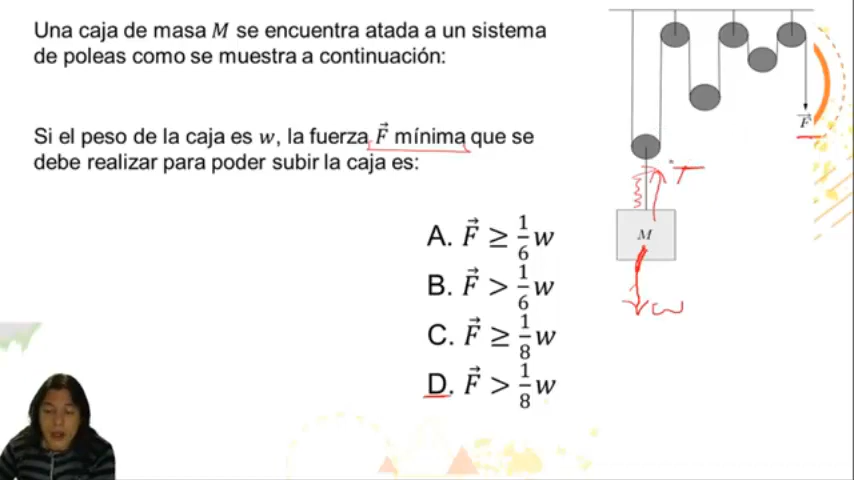 Una caja de masa M se encuentra atada a un sistema
de poleas como se muestra a continuación:
Si el peso de la caja es w, la fuerza F⃗ mínima que se
debe realizar para poder subir la caja es:
A. F⃗ ≥ 1/6 w
B. F⃗ > 1/6 w
C. F⃗ ≥ 1/8 w
D. F⃗ > 1/8 w
F⃗
T
M
w